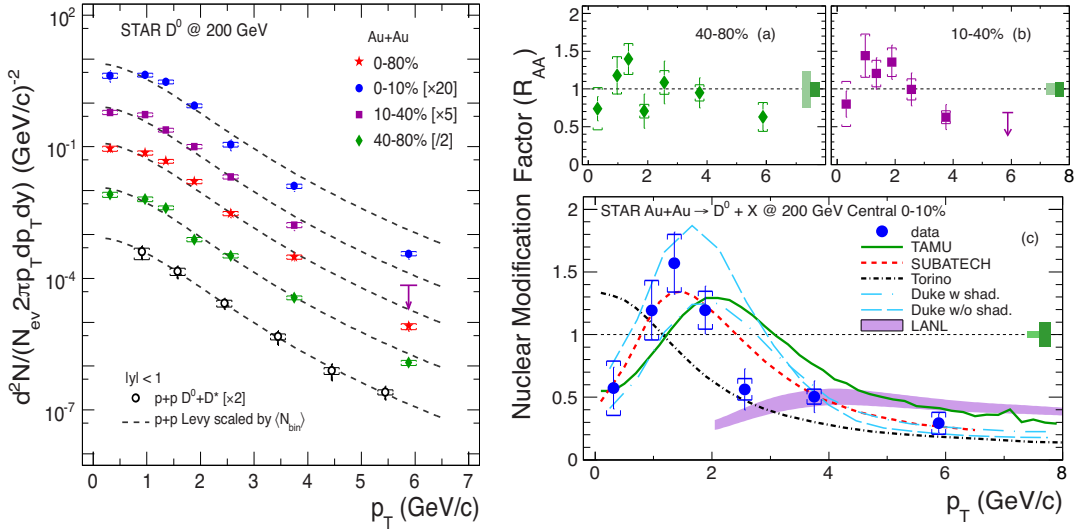 STAR D⁰ @ 200 GeV
Au+Au
0-80%
0-10% [×20]
10-40% [×5]
40-80% [/2]
|y| < 1
p+p D⁰+D* [×2]
p+p Levy scaled by ⟨N_bin⟩
10²
10⁻¹
10⁻⁴
10⁻⁷
0 1 2 3 4 5 6 7
p_T (GeV/c)
d²N/(N_ev 2πp_T dp_T dy) (GeV/c)⁻²
40-80% (a)
10-40% (b)
2
1.5
1
0.5
0
0 2 4 6
0 2 4 6 8
Nuclear Modification Factor (R_AA)
STAR Au+Au → D⁰ + X @ 200 GeV Central 0-10%
(c)
data
TAMU
SUBATECH
Torino
Duke w shad.
Duke w/o shad.
LANL
2
1.5
1
0.5
0
0 2 4 6 8
p_T (GeV/c)